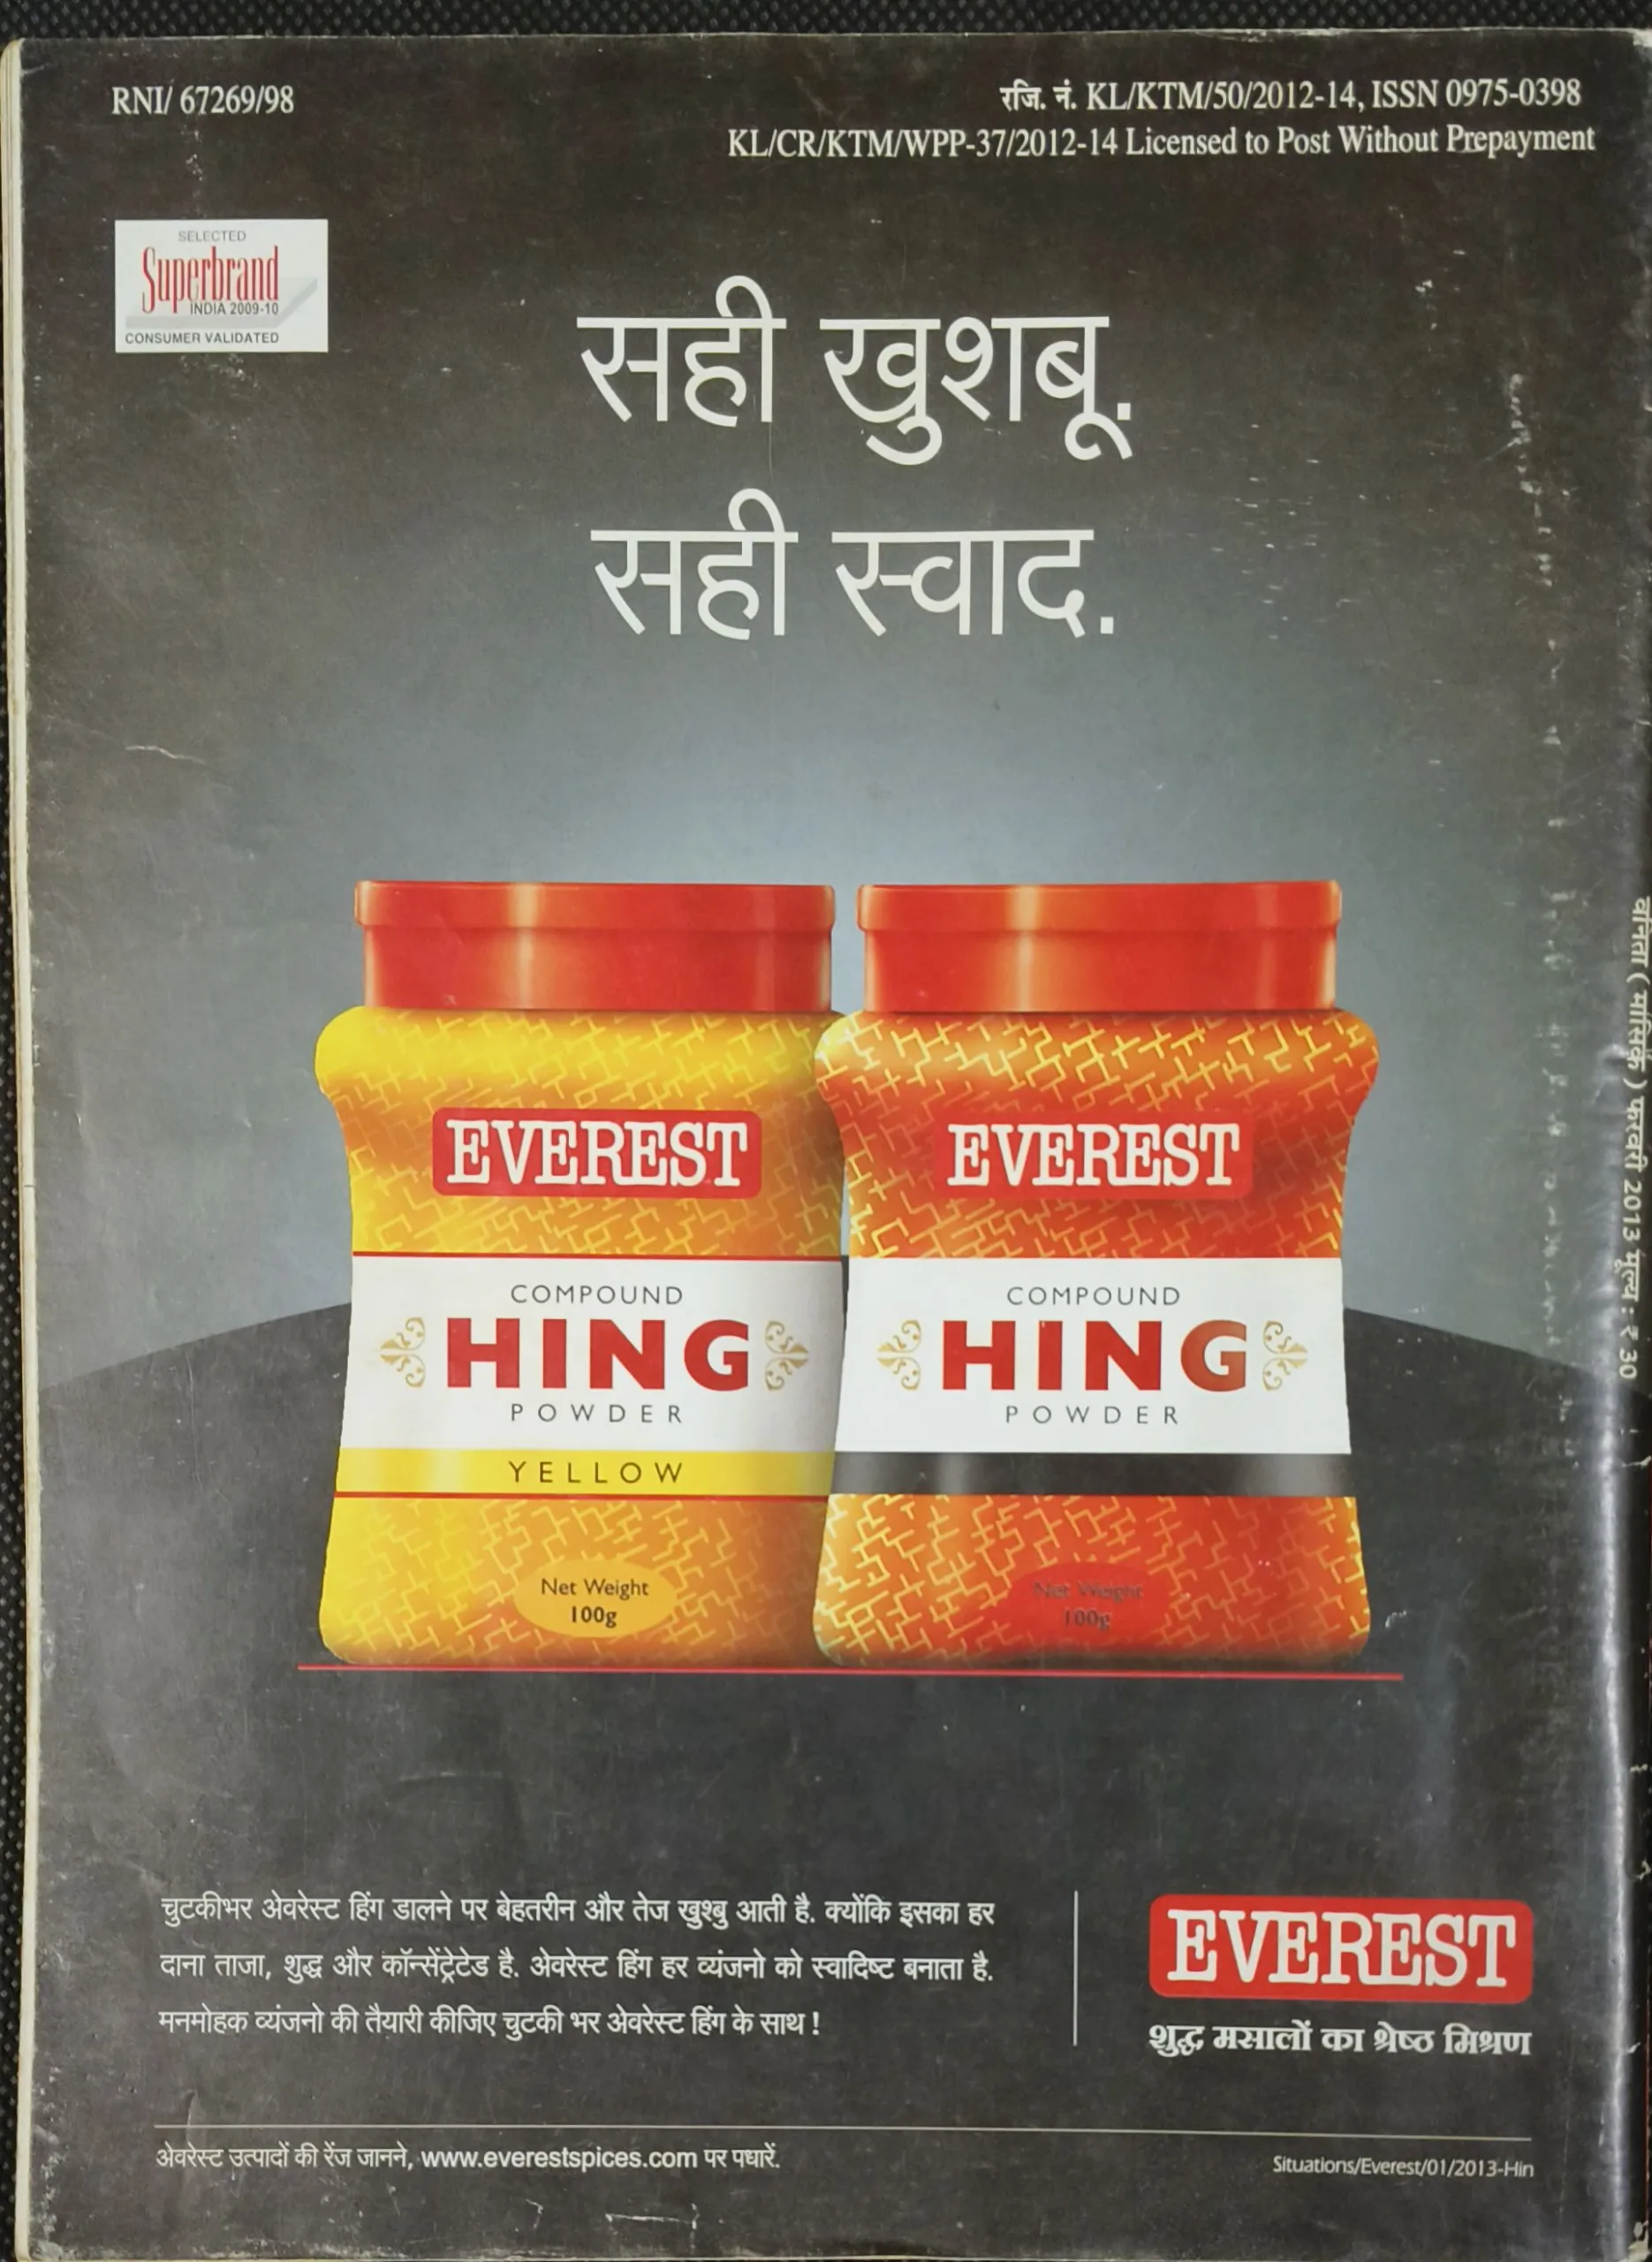 RNI/ 67269/98
रजि. नं. KL/KTM/50/2012-14, ISSN 0975-0398
KL/CR/KTM/WPP-37/2012-14 Licensed to Post Without Prepayment
SELECTED
Superbrand
INDIA 2009-10
CONSUMER VALIDATED
सही खुशबू.
सही स्वाद.
EVEREST
COMPOUND
HING
POWDER
YELLOW
Net Weight
100g
EVEREST
COMPOUND
HING
POWDER
Net Weight
100g
चुटकीभर अेवरेस्ट हिंग डालने पर बेहतरीन और तेज खुश्बु आती है. क्योंकि इसका हर
दाना ताजा, शुद्ध और कॉन्सेंट्रेटेड है. अेवरेस्ट हिंग हर व्यंजनो को स्वादिष्ट बनाता है.
मनमोहक व्यंजनो की तैयारी कीजिए चुटकी भर अेवरेस्ट हिंग के साथ !
EVEREST
शुद्ध मसालों का श्रेष्ठ मिश्रण
अेवरेस्ट उत्पादों की रेंज जानने, www.everestspices.com पर पधारें.
Situations/Everest/01/2013-Hin
वनिता ( मासिक ) फरवरी 2013 मूल्य : ₹ 30